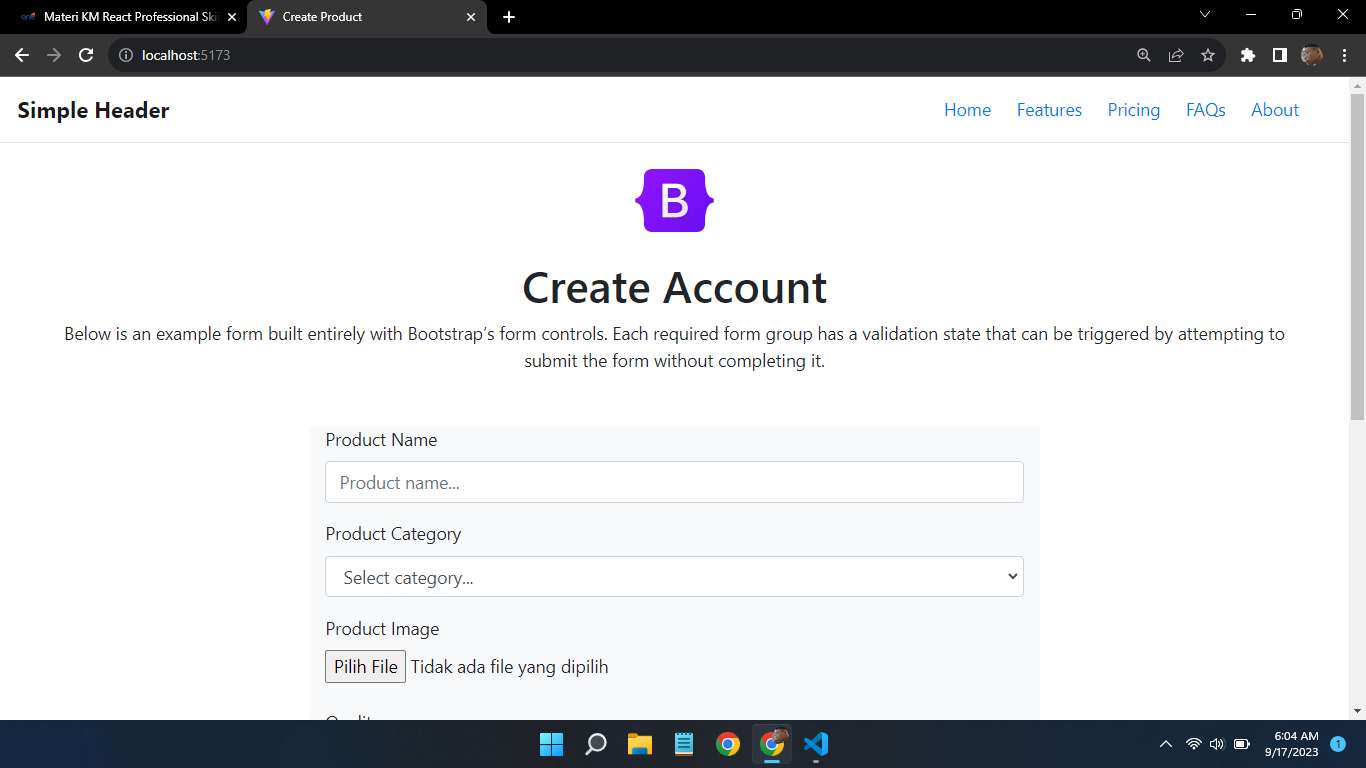 Materi KM React Professional Ski
Create Product
localhost:5173
Simple Header
Home Features Pricing FAQs About
B
Create Account
Below is an example form built entirely with Bootstrap’s form controls. Each required form group has a validation state that can be triggered by attempting to
submit the form without completing it.
Product Name
Product name...
Product Category
Select category...
Product Image
Pilih File Tidak ada file yang dipilih
6:04 AM
9/17/2023
1